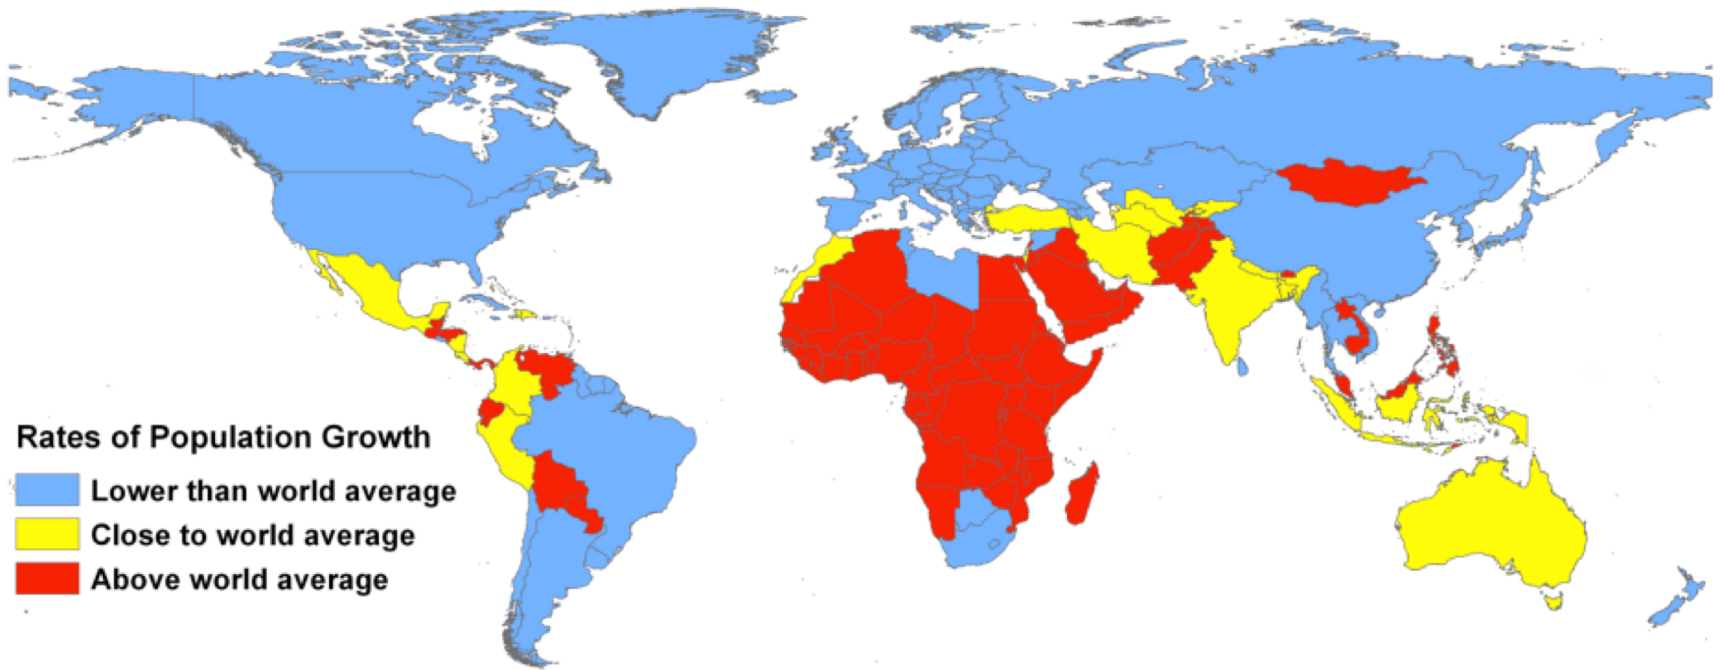 Rates of Population Growth
Lower than world average
Close to world average
Above world average